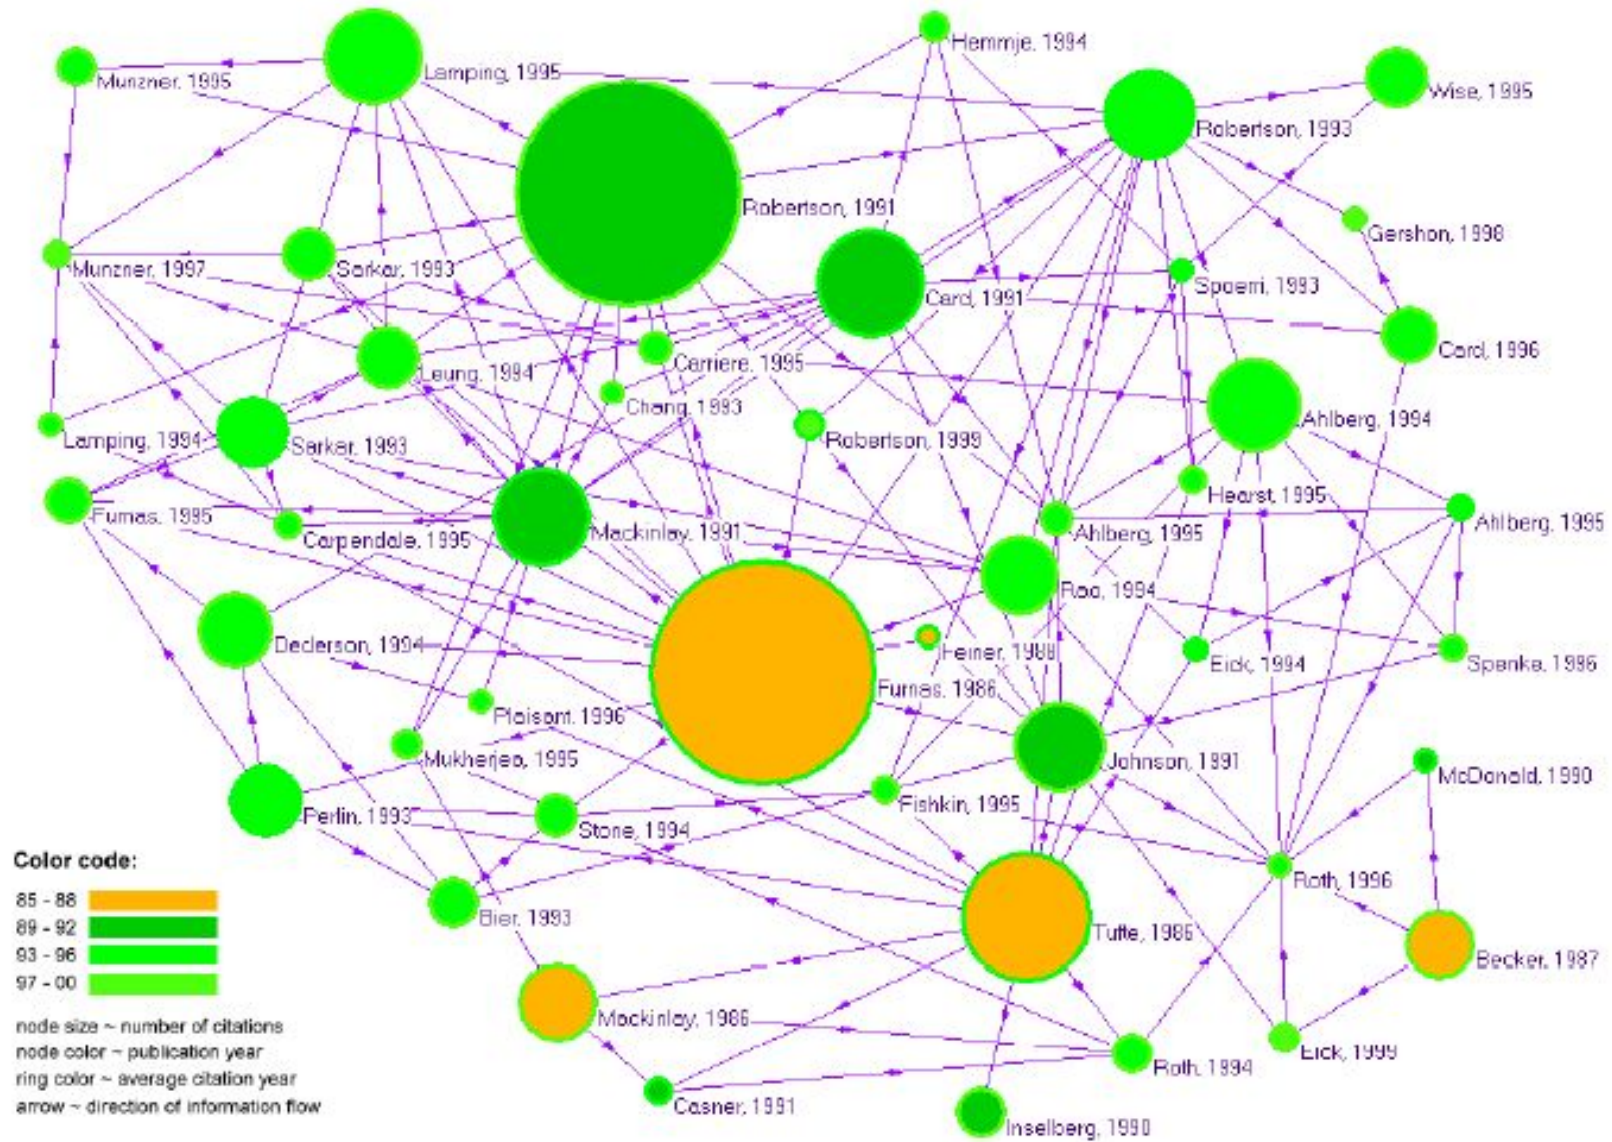 Hemmje, 1994
Munzner, 1995
Lamping, 1995
Wise, 1995
Robertson, 1993
Robertson, 1991
Gershon, 1998
Munzner, 1997
Sarkar, 1993
Card, 1991
Spoerri, 1993
Card, 1996
Leung, 1994
Carriere, 1995
Chang, 1993
Ahlberg, 1994
Lamping, 1994
Sarkar, 1993
Robertson, 1999
Hearst, 1995
Furnas, 1995
Carpendale, 1995
Mackinlay, 1991
Ahlberg, 1995
Ahlberg, 1995
Rao, 1994
Dederson, 1994
Feiner, 1988
Eick, 1994
Spenke, 1996
Furnas, 1986
Plaisant, 1996
Mukherjea, 1995
Johnson, 1991
McDonald, 1990
Perlin, 1993
Stone, 1994
Fishkin, 1995
Color code:
85 - 88
89 - 92
93 - 96
97 - 00
Roth, 1996
Bier, 1993
Tufte, 1986
Becker, 1987
Mackinlay, 1986
node size ~ number of citations
node color ~ publication year
ring color ~ average citation year
arrow ~ direction of information flow
Eick, 1999
Roth, 1994
Casner, 1991
Inselberg, 1990